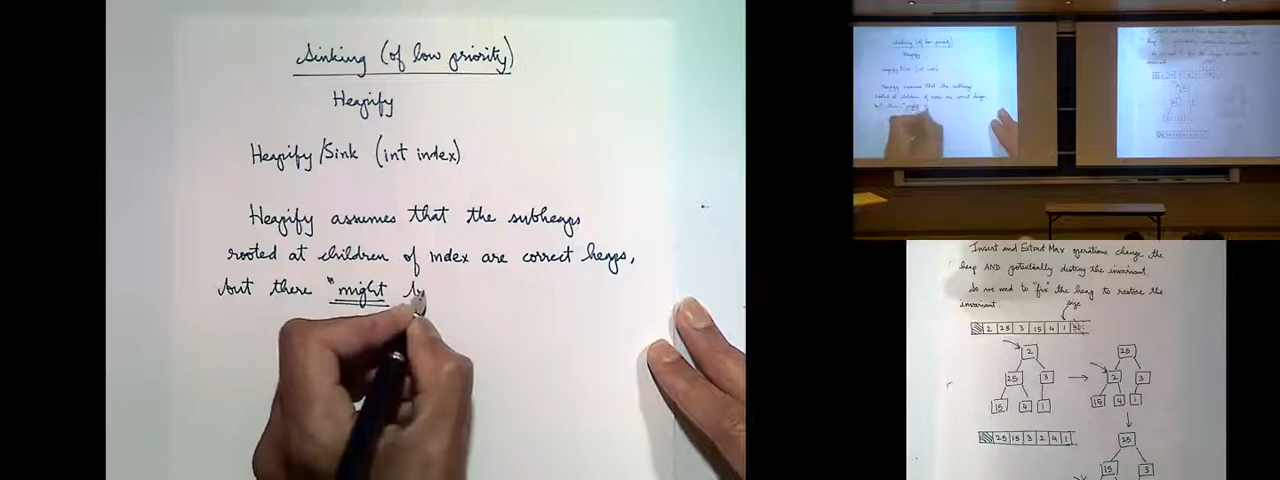 Sinking (of low priority)
Heapify
Heapify/Sink (int index)
Heapify assumes that the subheaps
rooted at children of index are correct heaps,
but there "might b
Insert and Extract Max operations change the
heap AND potentially destroy the invariant.
So we need to "fix" the heap to restore the
invariant.
size
2 25 3 15 4 1
2
25
25
3
2
3
15
4
1
15
4
1
25 15 3 2 4 1
25
15
3